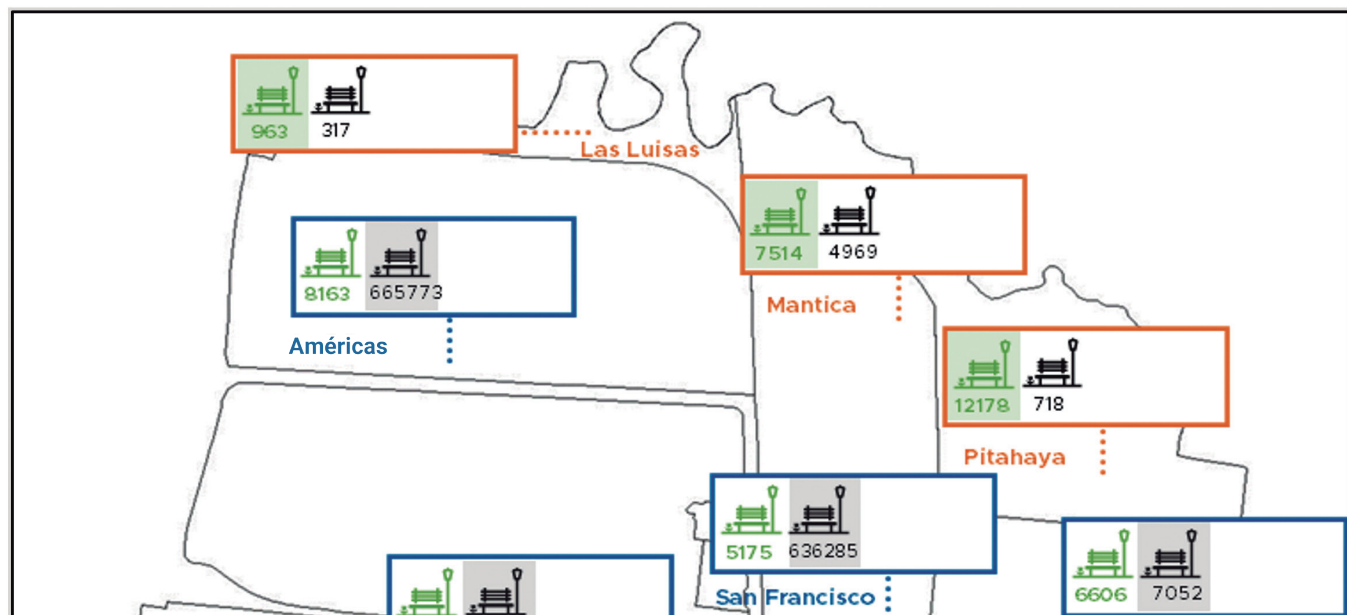 963 317
Las Luisas
7514 4969
Mantica
8163 665773
Américas
12178 718
Pitahaya
5175 636285
San Francisco
6606 7052